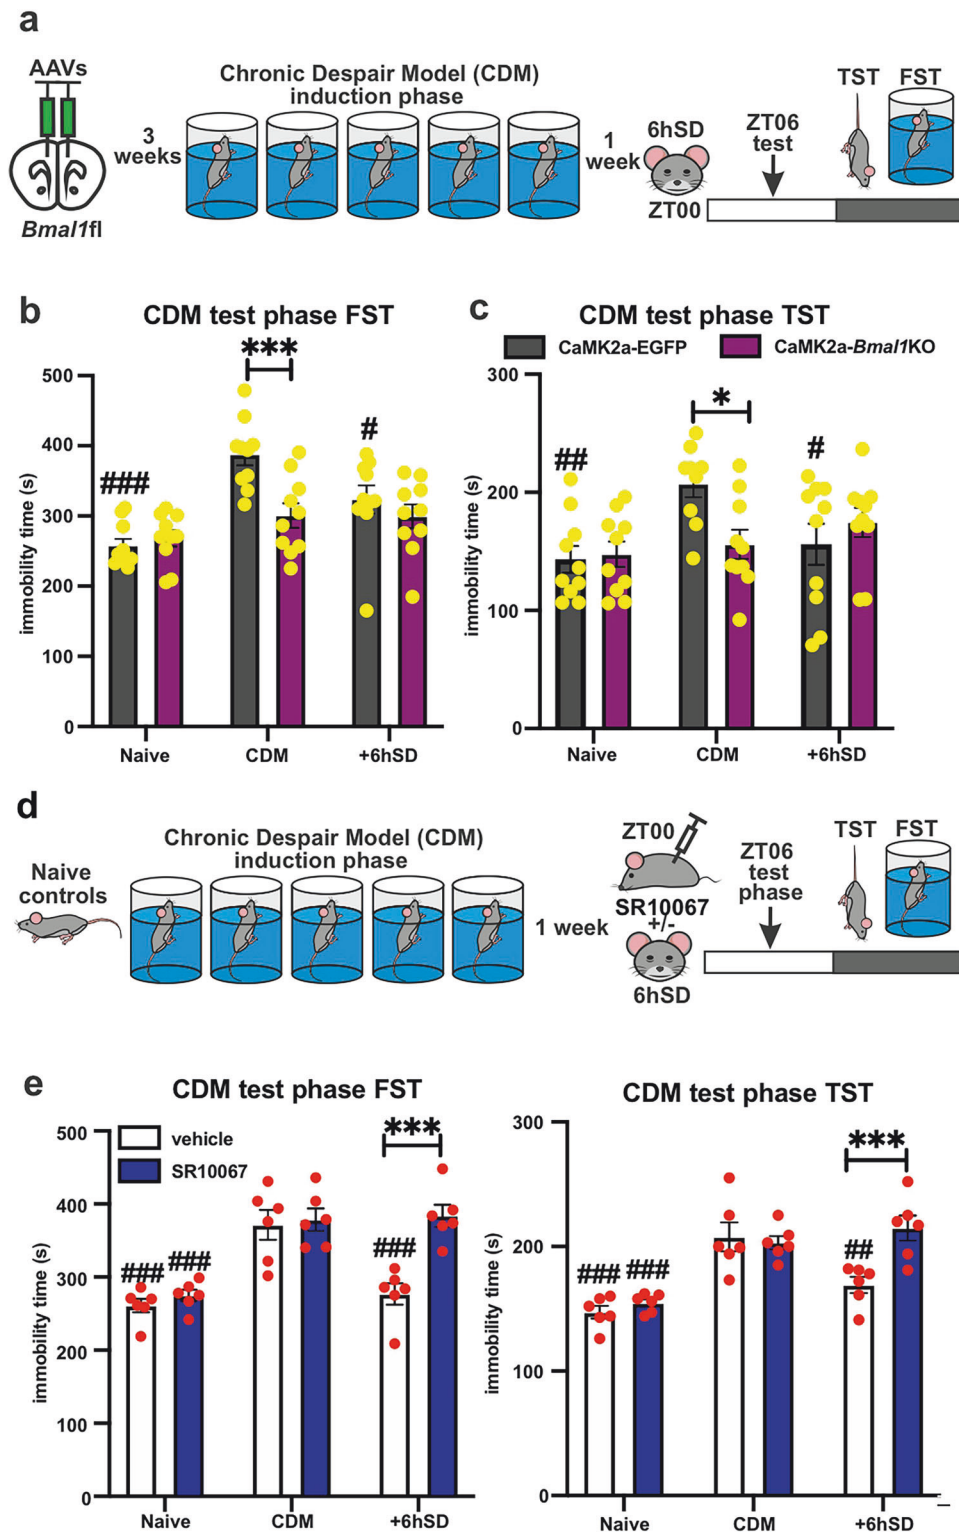 a
AAVs
Bmal1fl
3
weeks
Chronic Despair Model (CDM)
induction phase
1
week
6hSD
ZT00
ZT06
test
TST
FST
b
CDM test phase FST
immobility time (s)
500
400
300
200
100
0
###
***
#
Naive
CDM
+6hSD
c
CDM test phase TST
CaMK2a-EGFP
CaMK2a-Bmal1KO
immobility time (s)
300
200
100
0
##
*
#
Naive
CDM
+6hSD
d
Naive
controls
Chronic Despair Model (CDM)
induction phase
1 week
ZT00
SR10067
+/-
6hSD
ZT06
test
phase
TST
FST
e
CDM test phase FST
vehicle
SR10067
immobility time (s)
500
400
300
200
100
0
###
###
###
***
Naive
CDM
+6hSD
CDM test phase TST
immobility time (s)
300
200
100
0
###
###
##
***
Naive
CDM
+6hSD